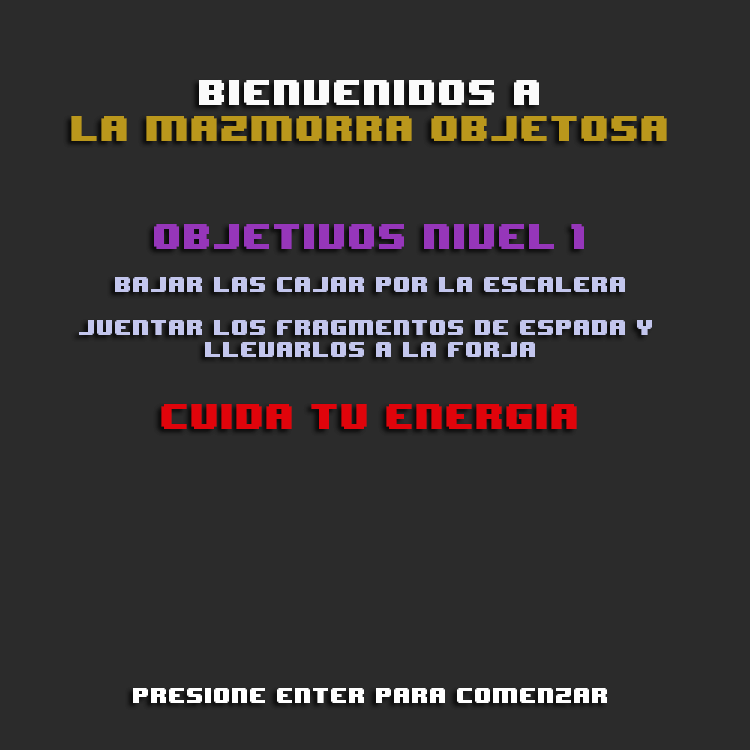 BIENVENIDOS A
LA MAZMORRA OBJETOSA
OBJETIVOS NIVEL 1
BAJAR LAS CAJAR POR LA ESCALERA
JUENTAR LOS FRAGMENTOS DE ESPADA Y
LLEVARLOS A LA FORJA
CUIDA TU ENERGIA
PRESIONE ENTER PARA COMENZAR